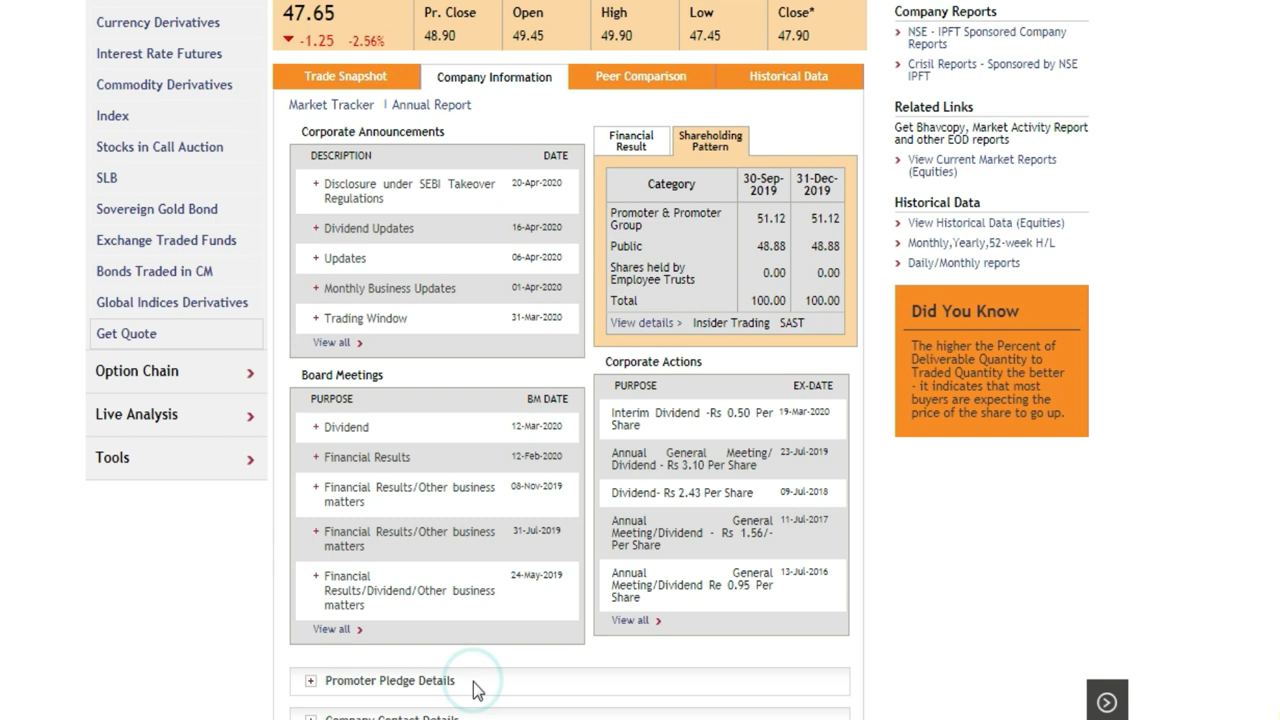 Currency Derivatives
Interest Rate Futures
Commodity Derivatives
Index
Stocks in Call Auction
SLB
Sovereign Gold Bond
Exchange Traded Funds
Bonds Traded in CM
Global Indices Derivatives
Get Quote
Option Chain
Live Analysis
Tools
47.65
-1.25 -2.56%
Pr. Close
48.90
Open
49.45
High
49.90
Low
47.45
Close*
47.90
Trade Snapshot
Company Information
Peer Comparison
Historical Data
Market Tracker | Annual Report
Corporate Announcements
DESCRIPTION DATE
+ Disclosure under SEBI Takeover 20-Apr-2020
Regulations
+ Dividend Updates 16-Apr-2020
+ Updates 06-Apr-2020
+ Monthly Business Updates 01-Apr-2020
+ Trading Window 31-Mar-2020
View all
Board Meetings
PURPOSE BM DATE
+ Dividend 12-Mar-2020
+ Financial Results 12-Feb-2020
+ Financial Results/Other business 08-Nov-2019
matters
+ Financial Results/Other business 31-Jul-2019
matters
+ Financial 24-May-2019
Results/Dividend/Other business
matters
View all
Financial
Result
Shareholding
Pattern
Category 30-Sep-2019 31-Dec-2019
Promoter & Promoter 51.12 51.12
Group
Public 48.88 48.88
Shares held by 0.00 0.00
Employee Trusts
Total 100.00 100.00
View details > Insider Trading SAST
Corporate Actions
PURPOSE EX-DATE
Interim Dividend -Rs 0.50 Per 19-Mar-2020
Share
Annual General Meeting/ 23-Jul-2019
Dividend - Rs 3.10 Per Share
Dividend- Rs 2.43 Per Share 09-Jul-2018
Annual General 11-Jul-2017
Meeting/Dividend - Rs 1.56/-
Per Share
Annual General 13-Jul-2016
Meeting/Dividend Re 0.95 Per
Share
View all
+ Promoter Pledge Details
Company Contact Details
Company Reports
NSE - IPFT Sponsored Company
Reports
Crisil Reports - Sponsored by NSE
IPFT
Related Links
Get Bhavcopy, Market Activity Report
and other EOD reports
View Current Market Reports
(Equities)
Historical Data
View Historical Data (Equities)
Monthly,Yearly,52-week H/L
Daily/Monthly reports
Did You Know
The higher the Percent of
Deliverable Quantity to
Traded Quantity the better
- it indicates that most
buyers are expecting the
price of the share to go up.